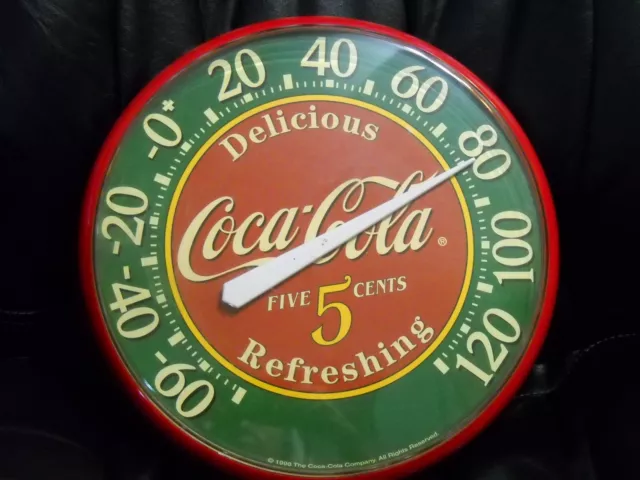 -60
-40
-20
-0+
20
40
60
80
100
120
Delicious
Coca-Cola®
FIVE 5 CENTS
Refreshing
© 1998 The Coca-Cola Company. All Rights Reserved.